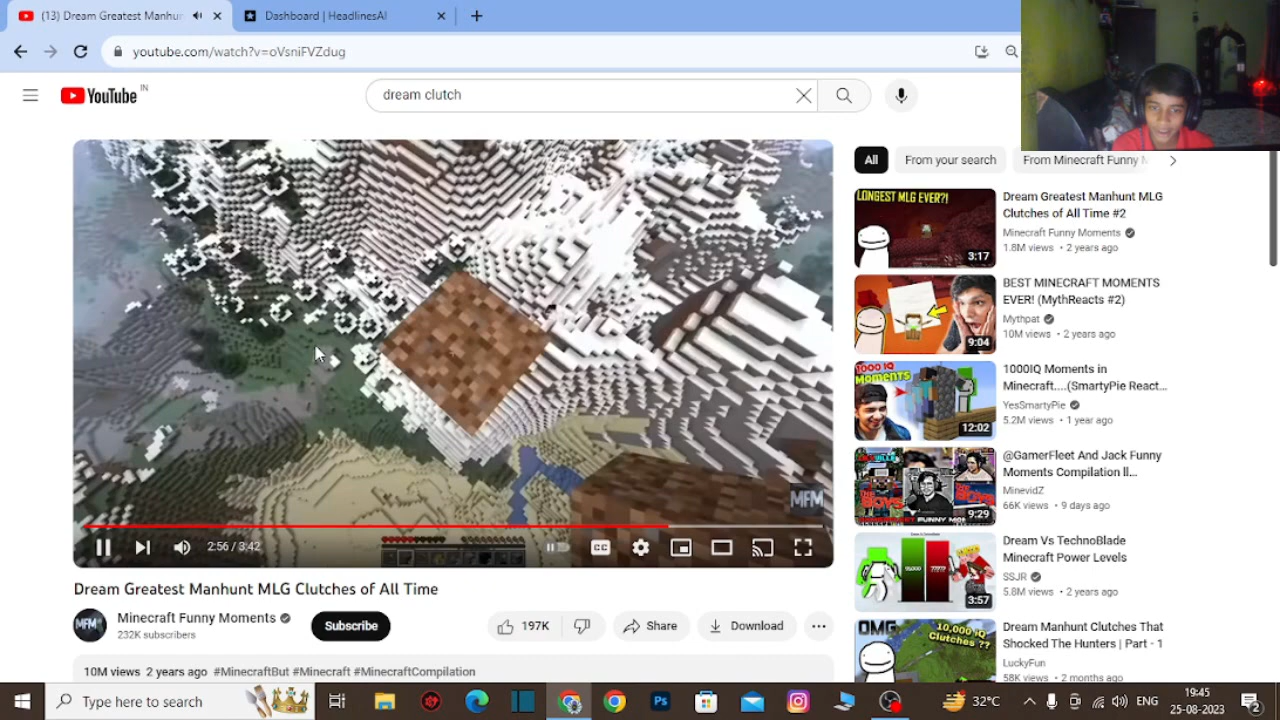 (13) Dream Greatest Manhun
Dashboard | HeadlinesAI
youtube.com/watch?v=oVsniFVZdug
YouTube IN
dream clutch
All
From your search
From Minecraft Funny
LONGEST MLG EVER?!
3:17
Dream Greatest Manhunt MLG
Clutches of All Time #2
Minecraft Funny Moments
1.8M views • 2 years ago
9:04
BEST MINECRAFT MOMENTS
EVER! (MythReacts #2)
Mythpat
10M views • 2 years ago
1000 IQ
MOMENTS
12:02
1000IQ Moments in
Minecraft....(SmartyPie React...
YesSmartyPie
5.2M views • 1 year ago
9:29
@GamerFleet And Jack Funny
Moments Compilation ll...
MinevidZ
66K views • 9 days ago
3:57
Dream Vs TechnoBlade
Minecraft Power Levels
SSJR
5.8M views • 2 years ago
OMG
10,000 IQ
Clutches ??
Dream Manhunt Clutches That
Shocked The Hunters | Part - 1
LuckyFun
58K views • 2 months ago
MFM
2:56 / 3:42
CC
Dream Greatest Manhunt MLG Clutches of All Time
MFM
Minecraft Funny Moments
232K subscribers
Subscribe
197K
Share
Download
10M views 2 years ago #MinecraftBut #Minecraft #MinecraftCompilation
Type here to search
Ps
32°C
ENG
19:45
25-08-2023
2